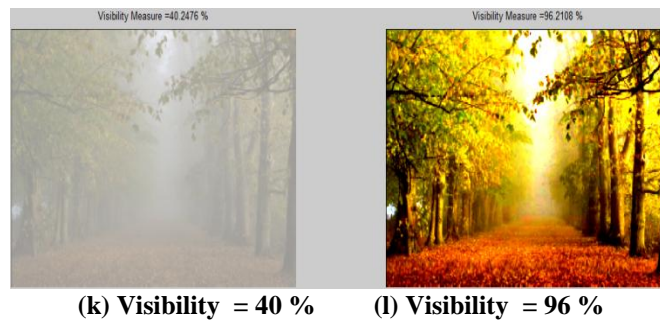 Visibility Measure =40.2476 %
Visibility Measure =96.2108 %
(k) Visibility = 40 %
(l) Visibility = 96 %